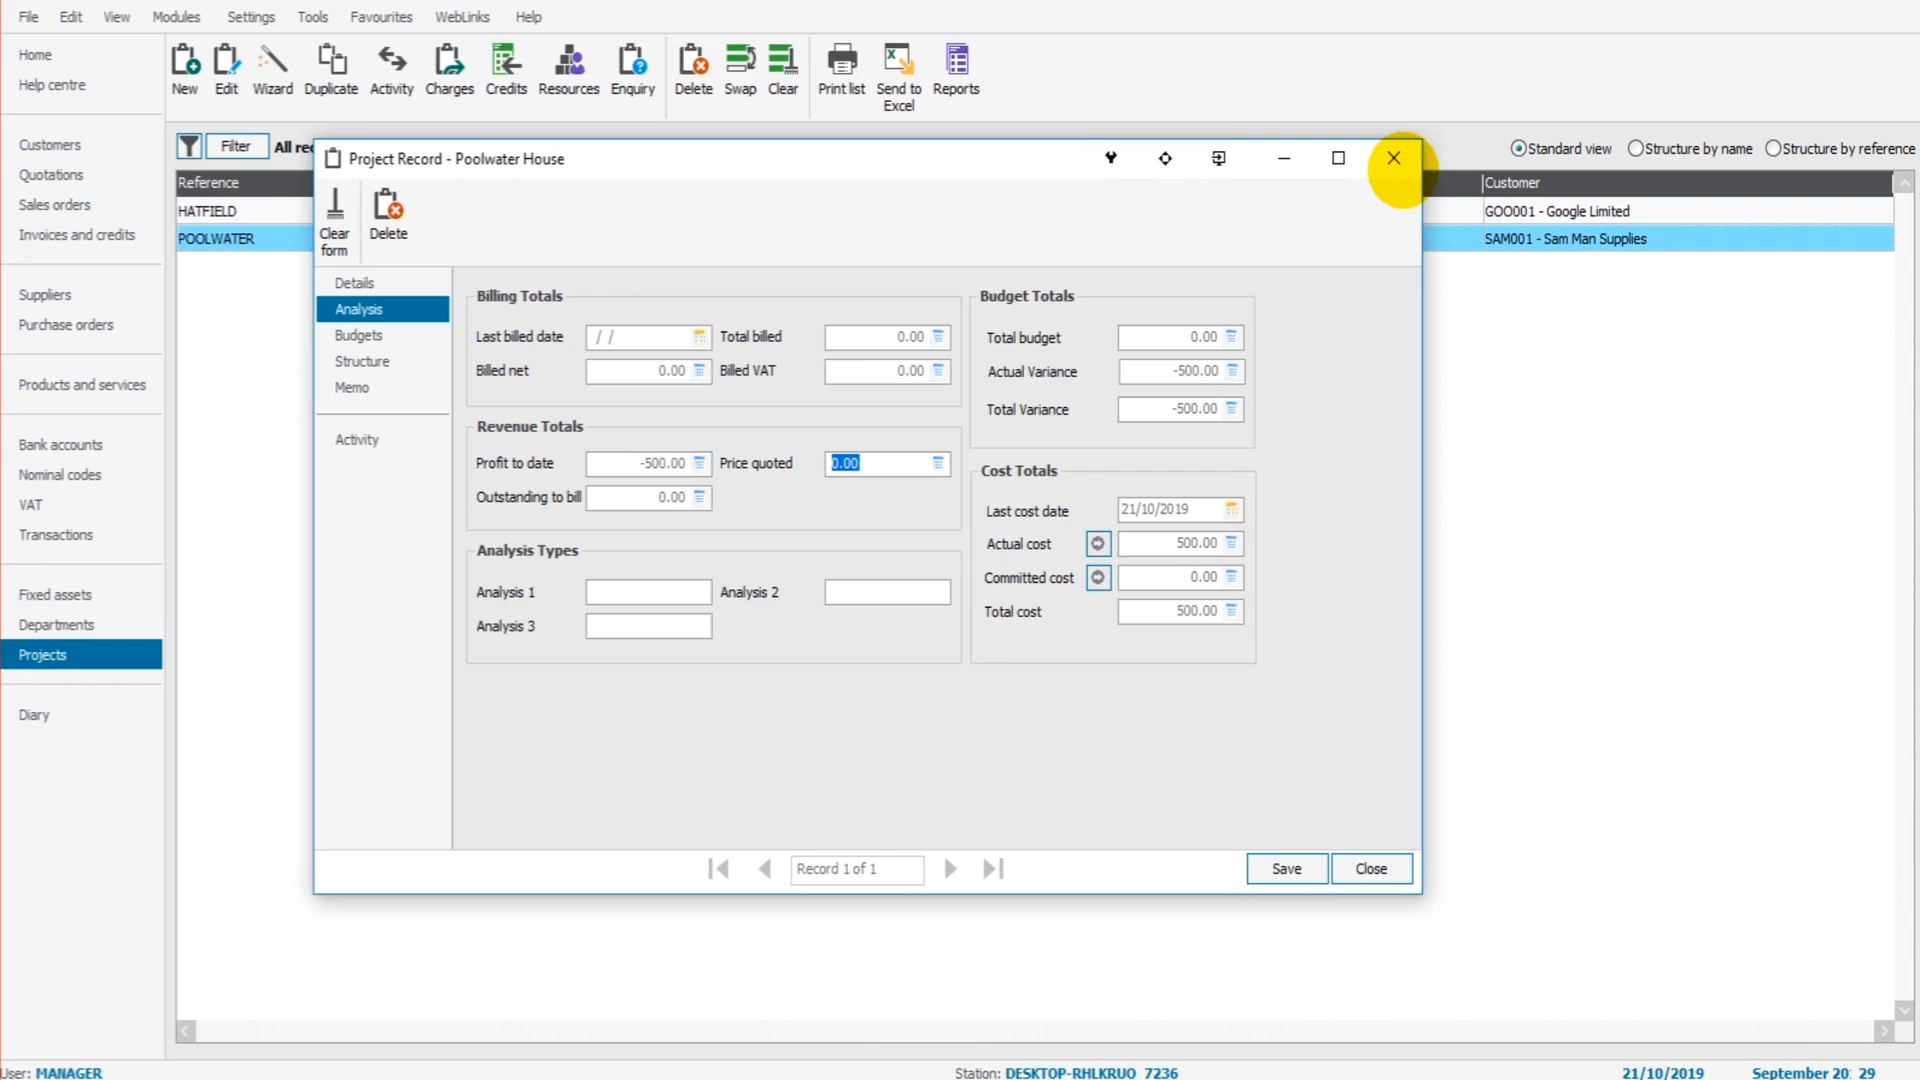 File Edit View Modules Settings Tools Favourites WebLinks Help
Home
Help centre
Customers
Quotations
Sales orders
Invoices and credits
Suppliers
Purchase orders
Products and services
Bank accounts
Nominal codes
VAT
Transactions
Fixed assets
Departments
Projects
Diary
New Edit Wizard Duplicate Activity Charges Credits Resources Enquiry Delete Swap Clear Print list Send to Excel Reports
Filter All rec
Standard view Structure by name Structure by reference
Reference Customer
HATFIELD GOO001 - Google Limited
POOLWATER SAM001 - Sam Man Supplies
Project Record - Poolwater House
Clear form Delete
Details
Analysis
Budgets
Structure
Memo
Activity
Billing Totals
Last billed date / / Total billed 0.00
Billed net 0.00 Billed VAT 0.00
Revenue Totals
Profit to date -500.00 Price quoted 0.00
Outstanding to bill 0.00
Analysis Types
Analysis 1 Analysis 2
Analysis 3
Budget Totals
Total budget 0.00
Actual Variance -500.00
Total Variance -500.00
Cost Totals
Last cost date 21/10/2019
Actual cost 500.00
Committed cost 0.00
Total cost 500.00
Record 1 of 1
Save Close
User: MANAGER Station: DESKTOP-RHLKRUO 7236 21/10/2019 September 20: 29